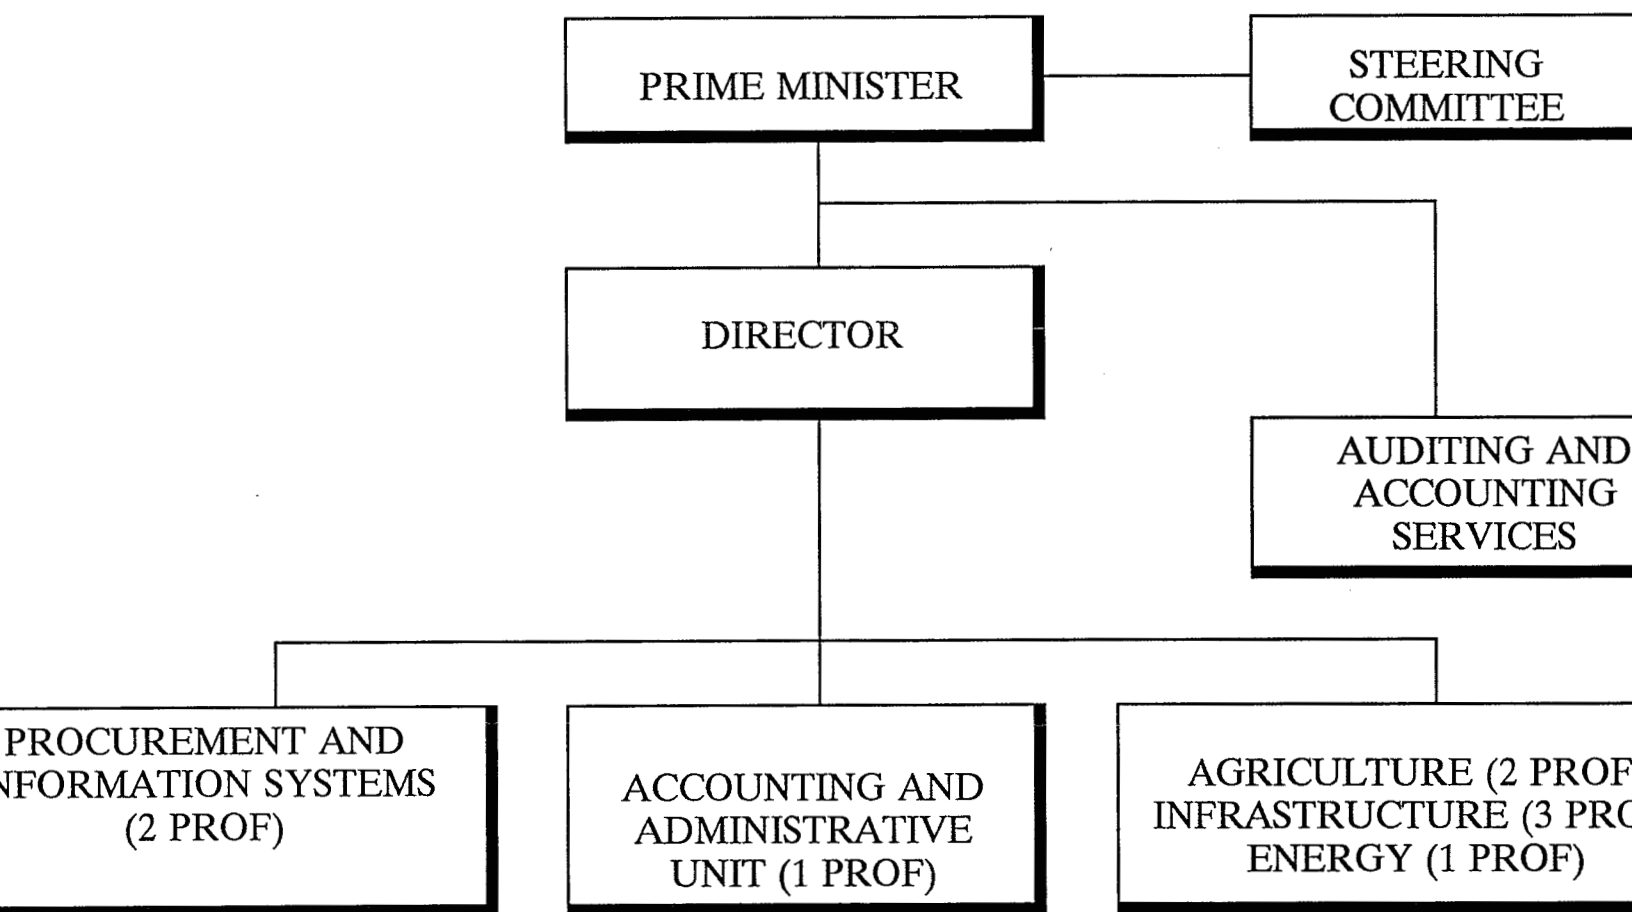 PRIME MINISTER
STEERING
COMMITTEE
DIRECTOR
AUDITING AND
ACCOUNTING
SERVICES
PROCUREMENT AND
NFORMATION SYSTEMS
(2 PROF)
ACCOUNTING AND
ADMINISTRATIVE
UNIT (1 PROF)
AGRICULTURE (2 PROF
INFRASTRUCTURE (3 PRO
ENERGY (1 PROF)